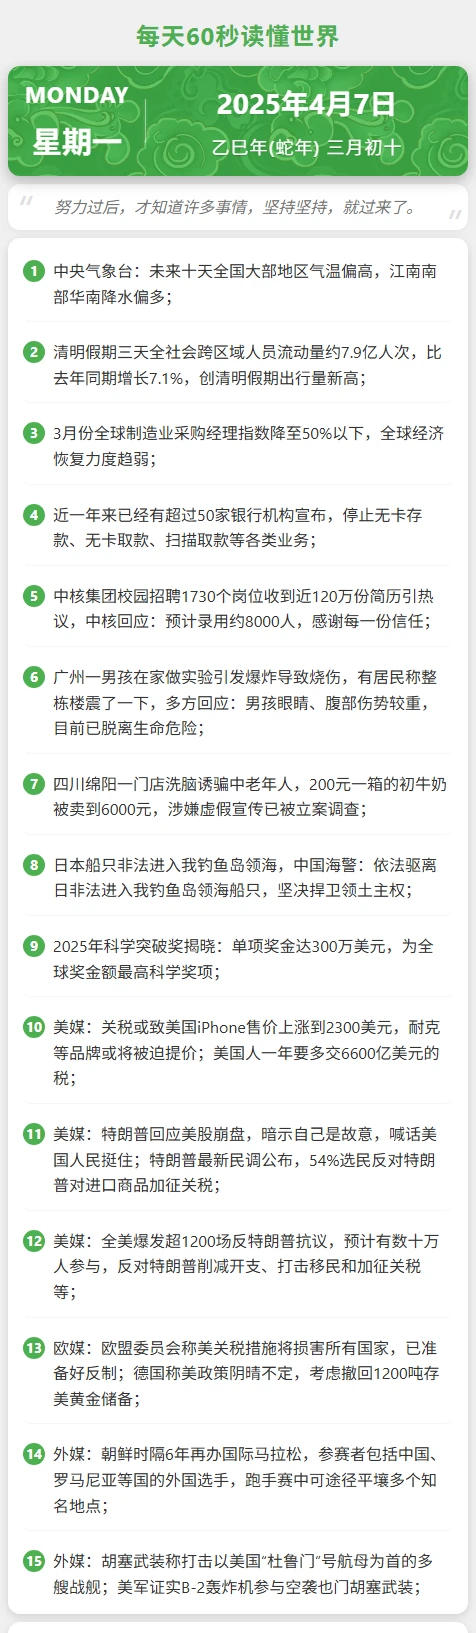 每天60秒读懂世界
MONDAY
星期一
2025年4月7日
乙巳年(蛇年) 三月初十
“ 努力过后，才知道许多事情，坚持坚持，就过来了。 ”
1 中央气象台：未来十天全国大部地区气温偏高，江南南
部华南降水偏多；
2 清明假期三天全社会跨区域人员流动量约7.9亿人次，比
去年同期增长7.1%，创清明假期出行量新高；
3 3月份全球制造业采购经理指数降至50%以下，全球经济
恢复力度趋弱；
4 近一年来已经有超过50家银行机构宣布，停止无卡存
款、无卡取款、扫描取款等各类业务；
5 中核集团校园招聘1730个岗位收到近120万份简历引热
议，中核回应：预计录用约8000人，感谢每一份信任；
6 广州一男孩在家做实验引发爆炸导致烧伤，有居民称整
栋楼震了一下，多方回应：男孩眼睛、腹部伤势较重，
目前已脱离生命危险；
7 四川绵阳一门店洗脑诱骗中老年人，200元一箱的初牛奶
被卖到6000元，涉嫌虚假宣传已被立案调查；
8 日本船只非法进入我钓鱼岛领海，中国海警：依法驱离
日非法进入我钓鱼岛领海船只，坚决捍卫领土主权；
9 2025年科学突破奖揭晓：单项奖金达300万美元，为全
球奖金额最高科学奖项；
10 美媒：关税或致美国iPhone售价上涨到2300美元，耐克
等品牌或将被迫提价；美国人一年要多交6600亿美元的
税；
11 美媒：特朗普回应美股崩盘，暗示自己是故意，喊话美
国人民挺住；特朗普最新民调公布，54%选民反对特朗
普对进口商品加征关税；
12 美媒：全美爆发超1200场反特朗普抗议，预计有数十万
人参与，反对特朗普削减开支、打击移民和加征关税
等；
13 欧媒：欧盟委员会称美关税措施将损害所有国家，已准
备好反制；德国称美政策阴晴不定，考虑撤回1200吨存
美黄金储备；
14 外媒：朝鲜时隔6年再办国际马拉松，参赛者包括中国、
罗马尼亚等国的外国选手，跑手赛中可途径平壤多个知
名地点；
15 外媒：胡塞武装称打击以美国“杜鲁门”号航母为首的多
艘战舰；美军证实B-2轰炸机参与空袭也门胡塞武装；